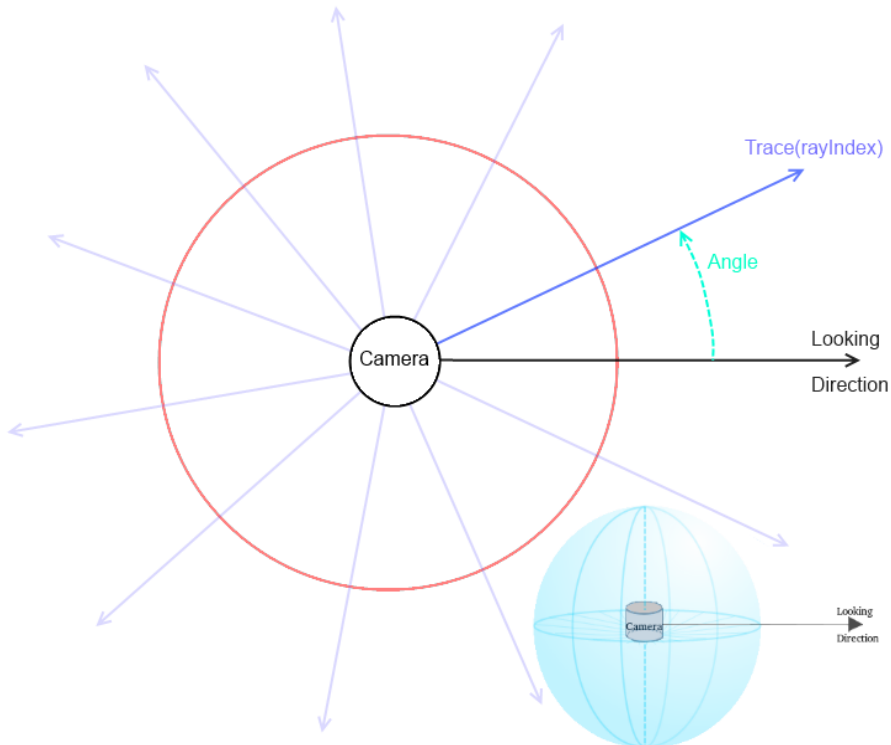 Trace(rayIndex)
Angle
Looking
Camera
Direction
Looking
Camera
Direction